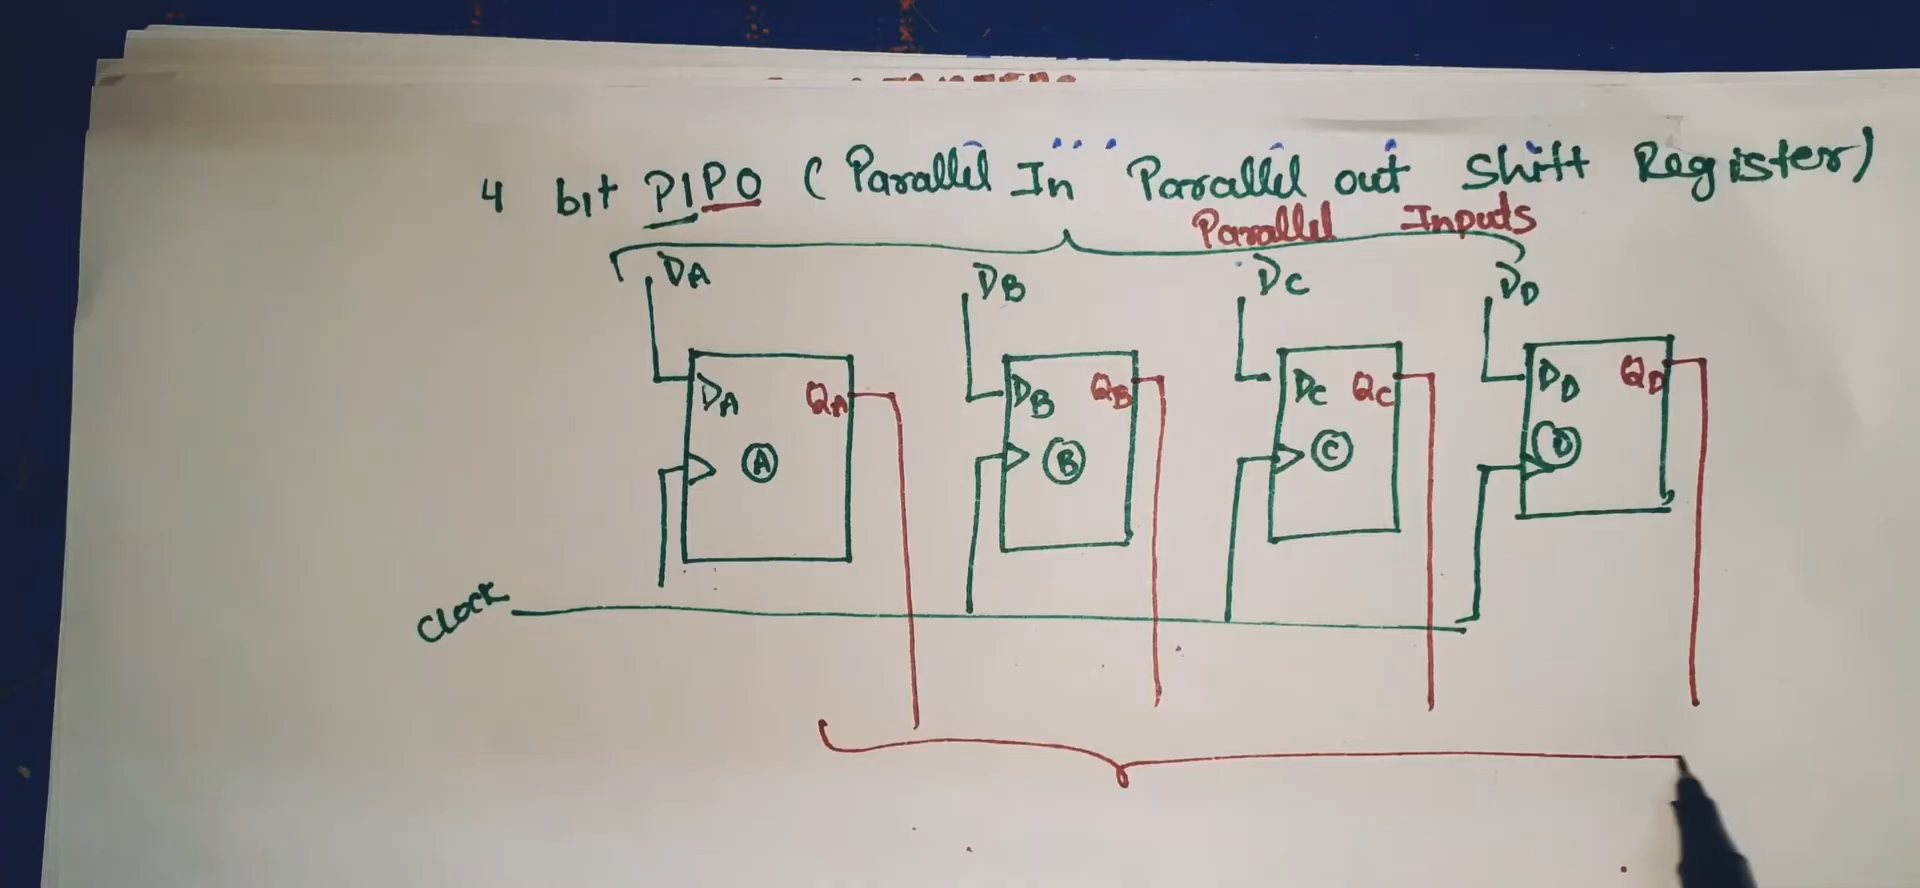 4 bit PIPO (Parallel In Parallel out Shift Register)
Parallel Inputs
DA DB DC DD
DA QA DB QB DC QC DD QD
A B C D
Clock